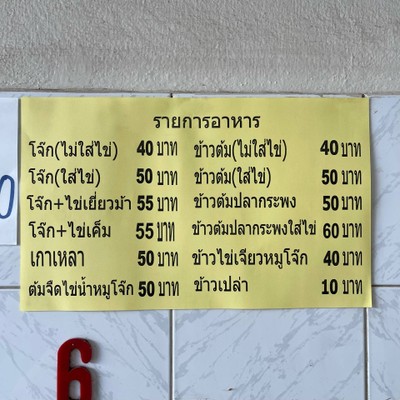 รายการอาหาร
โจ๊ก(ไม่ใส่ไข่) 40 บาท
โจ๊ก(ใส่ไข่) 50 บาท
โจ๊ก+ไข่เยี่ยวม้า 55 บาท
โจ๊ก+ไข่เค็ม 55 บาท
เกาเหลา 50 บาท
ต้มจืดไข่น้ำหมูโจ๊ก 50 บาท
ข้าวต้ม(ไม่ใส่ไข่) 40 บาท
ข้าวต้ม(ใส่ไข่) 50 บาท
ข้าวต้มปลากระพง 50 บาท
ข้าวต้มปลากระพงใส่ไข่ 60 บาท
ข้าวไข่เจียวหมูโจ๊ก 40 บาท
ข้าวเปล่า 10 บาท
0
6